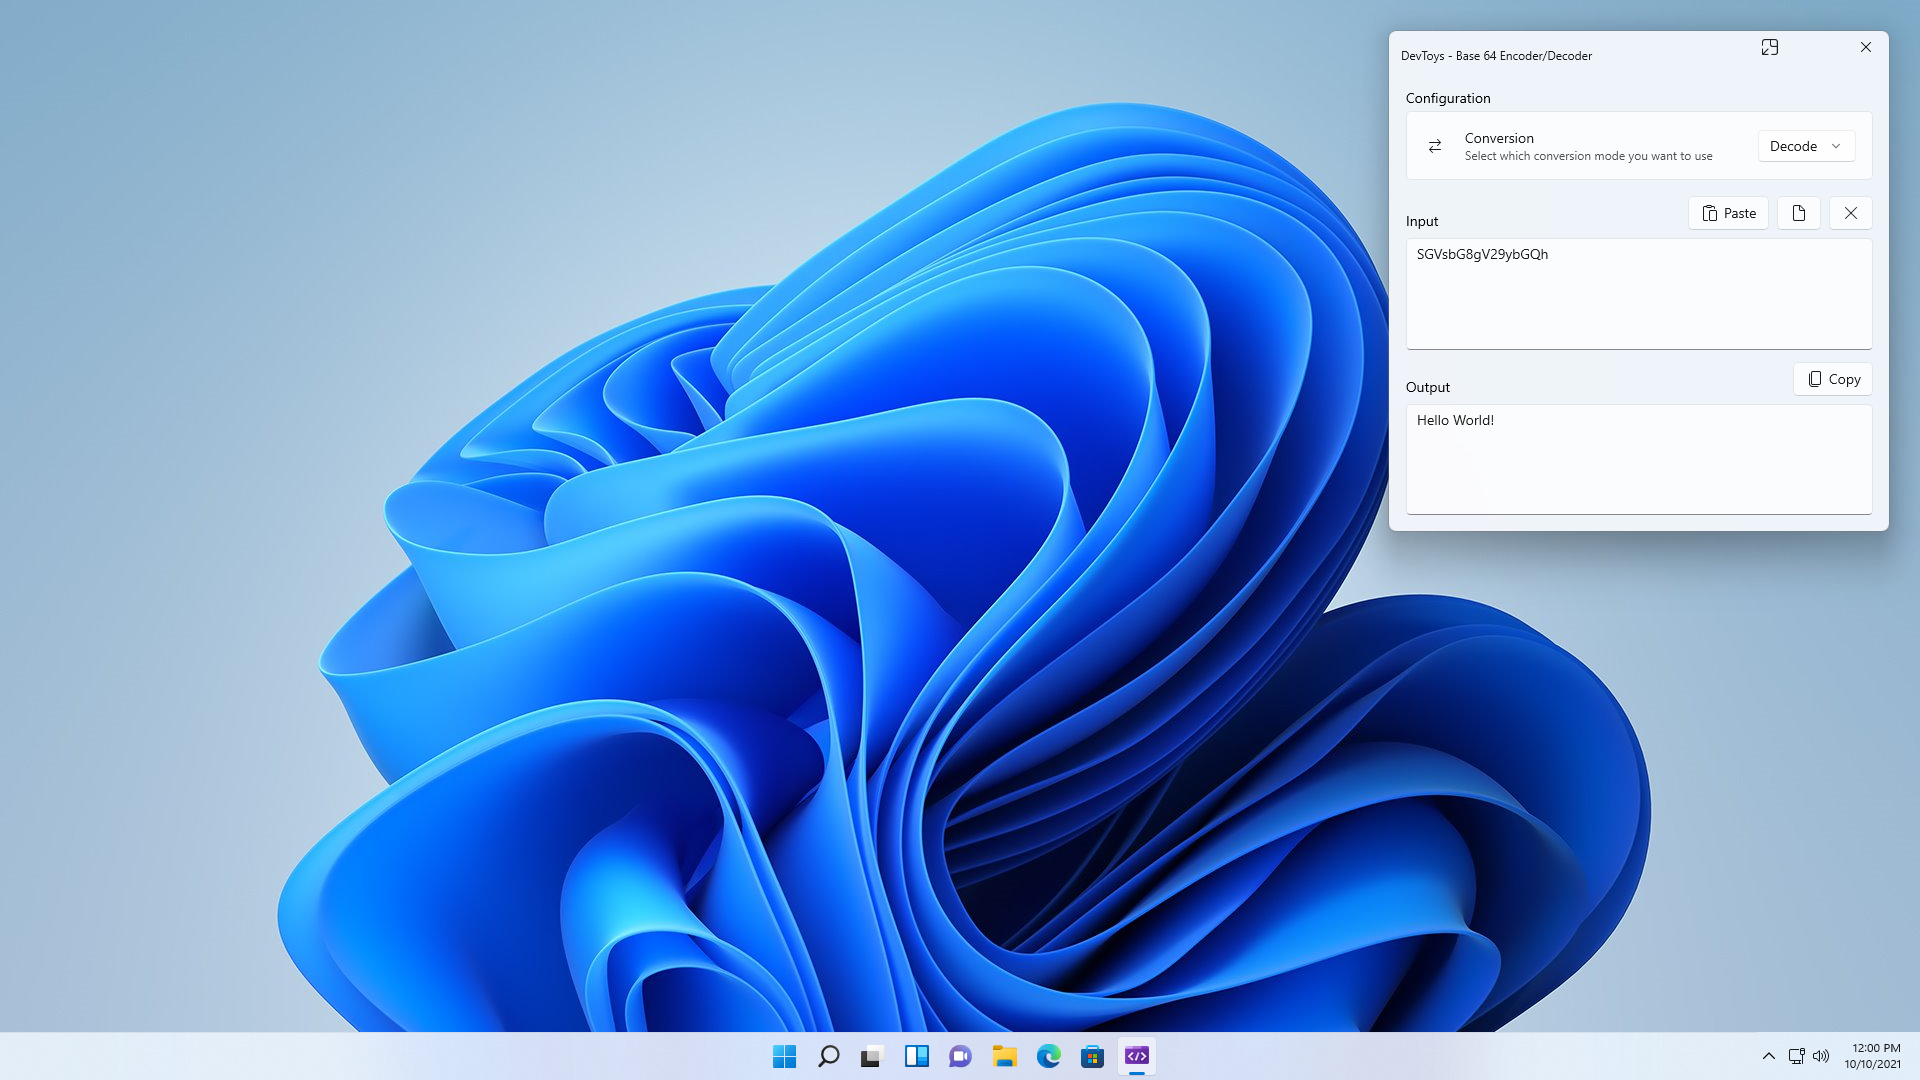 DevToys - Base 64 Encoder/Decoder
Configuration
Conversion
Select which conversion mode you want to use
Decode
Input
Paste
SGVsbG8gV29ybGQh
Output
Copy
Hello World!
12:00 PM
10/10/2021